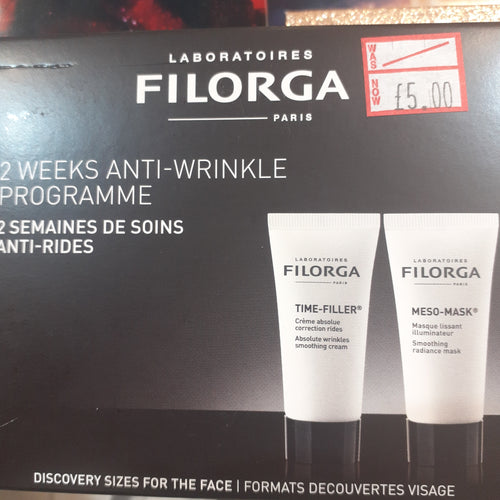 LABORATOIRES
FILORGA
PARIS
WAS
NOW
£5.00
2 WEEKS ANTI-WRINKLE
PROGRAMME
2 SEMAINES DE SOINS
ANTI-RIDES
LABORATOIRES
FILORGA
PARIS
TIME-FILLER®
Crème absolue
correction rides
Absolute wrinkles
smoothing cream
LABORATOIRES
FILORGA
PARIS
MESO-MASK®
Masque lissant
illuminateur
Smoothing
radiance mask
DISCOVERY SIZES FOR THE FACE | FORMATS DECOUVERTES VISAGE